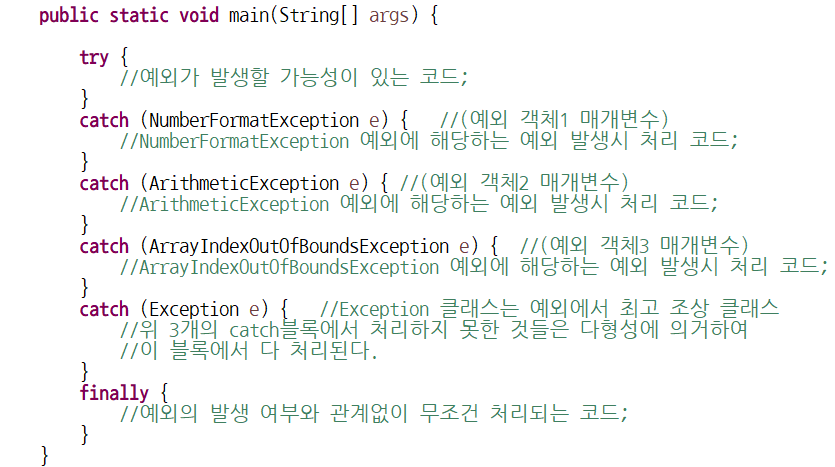 public static void main(String[] args) {
try {
//예외가 발생할 가능성이 있는 코드;
}
catch (NumberFormatException e) {   //(예외 객체1 매개변수)
//NumberFormatException 예외에 해당하는 예외 발생시 처리 코드;
}
catch (ArithmeticException e) { //(예외 객체2 매개변수)
//ArithmeticException 예외에 해당하는 예외 발생시 처리 코드;
}
catch (ArrayIndexOutOfBoundsException e) {  //(예외 객체3 매개변수)
//ArrayIndexOutOfBoundsException 예외에 해당하는 예외 발생시 처리 코드;
}
catch (Exception e) {   //Exception 클래스는 예외에서 최고 조상 클래스
//위 3개의 catch블록에서 처리하지 못한 것들은 다형성에 의거하여
//이 블록에서 다 처리된다.
}
finally {
//예외의 발생 여부와 관계없이 무조건 처리되는 코드;
}
}